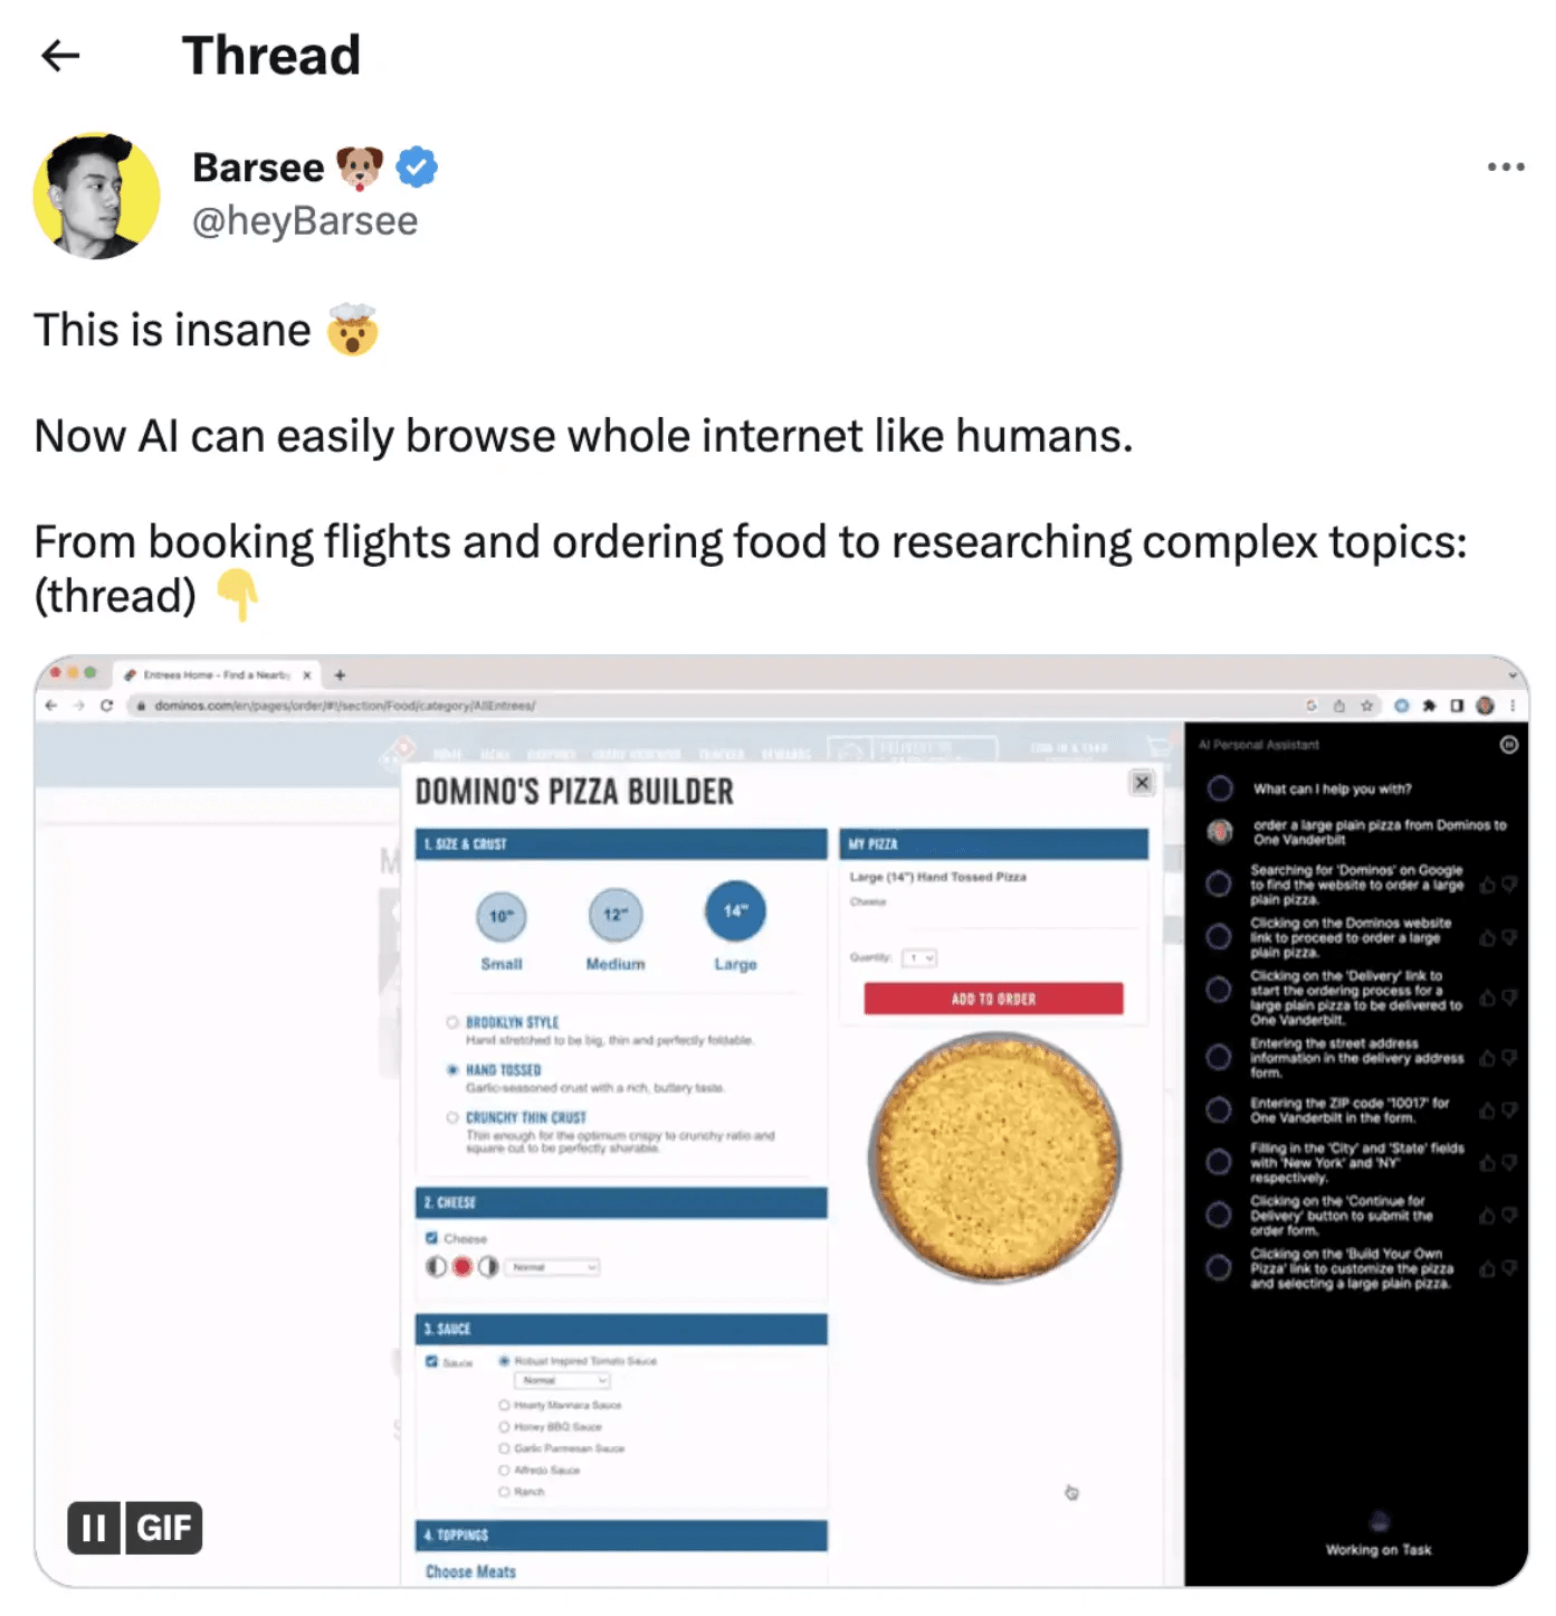 Thread
Barsee
@heyBarsee
This is insane
Now AI can easily browse whole internet like humans.
From booking flights and ordering food to researching complex topics:
(thread)
Entrees Home - Find a Nearby
dominos.com/en/pages/order/#!/section/Food/category/AllEntrees/
DOMINO'S PIZZA BUILDER
1. SIZE & CRUST
10"
12"
14"
Small
Medium
Large
BROOKLYN STYLE
Hand stretched to be big, thin and perfectly foldable.
HAND TOSSED
Garlic-seasoned crust with a rich, buttery taste.
CRUNCHY THIN CRUST
Thin enough for the optimum crispy to crunchy ratio and
square cut to be perfectly sharable.
2. CHEESE
Cheese
Normal
3. SAUCE
Sauce
Robust Inspired Tomato Sauce
Normal
Hearty Marinara Sauce
Honey BBQ Sauce
Garlic Parmesan Sauce
Alfredo Sauce
Ranch
4. TOPPINGS
Choose Meats
MY PIZZA
Large (14") Hand Tossed Pizza
Cheese
Quantity: 1
ADD TO ORDER
AI Personal Assistant
What can I help you with?
order a large plain pizza from Dominos to
One Vanderbilt
Searching for 'Dominos' on Google
to find the website to order a large
plain pizza.
Clicking on the Dominos website
link to proceed to order a large
plain pizza.
Clicking on the 'Delivery' link to
start the ordering process for a
large plain pizza to be delivered to
One Vanderbilt.
Entering the street address
information in the delivery address
form.
Entering the ZIP code '10017' for
One Vanderbilt in the form.
Filling in the 'City' and 'State' fields
with 'New York' and 'NY'
respectively.
Clicking on the 'Continue for
Delivery' button to submit the
order form.
Clicking on the 'Build Your Own
Pizza' link to customize the pizza
and selecting a large plain pizza.
Working on Task
GIF